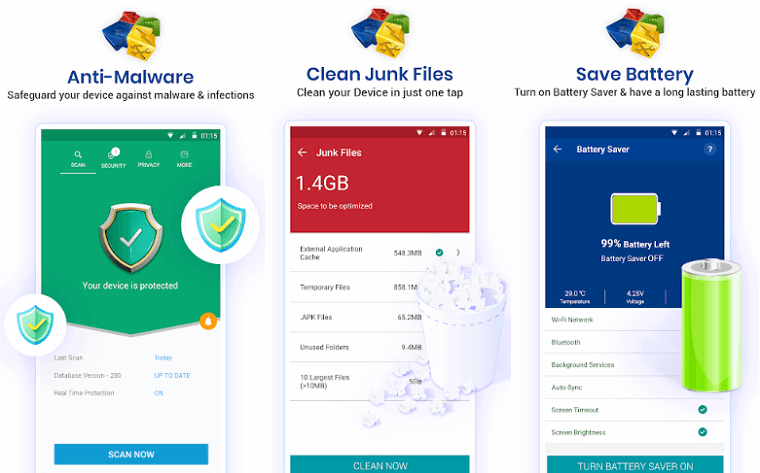 Anti-Malware
Safeguard your device against malware & infections
01:15
SCAN
1
SECURITY
PRIVACY
MORE
Your device is protected
Last Scan Today
Database Version - 280 UP TO DATE
Real Time Protection ON
SCAN NOW
Clean Junk Files
Clean your Device in just one tap
01:15
Junk Files
1.4GB
Space to be optimized
External Application
Cache
548.3MB
Temporary Files 858.1M
.APK Files 65.2MB
Unused Folders 9.4MB
10 Largest Files
(>10MB)
5GB
CLEAN NOW
Save Battery
Turn on Battery Saver & have a long lasting battery
01:15
Battery Saver
?
99% Battery Left
Battery Saver OFF
29.0 °C 4.25V
Temperature Voltage
Wi-Fi Network
Bluetooth
Background Services
Auto-Sync
Screen Timeout
Screen Brightness
TURN BATTERY SAVER ON